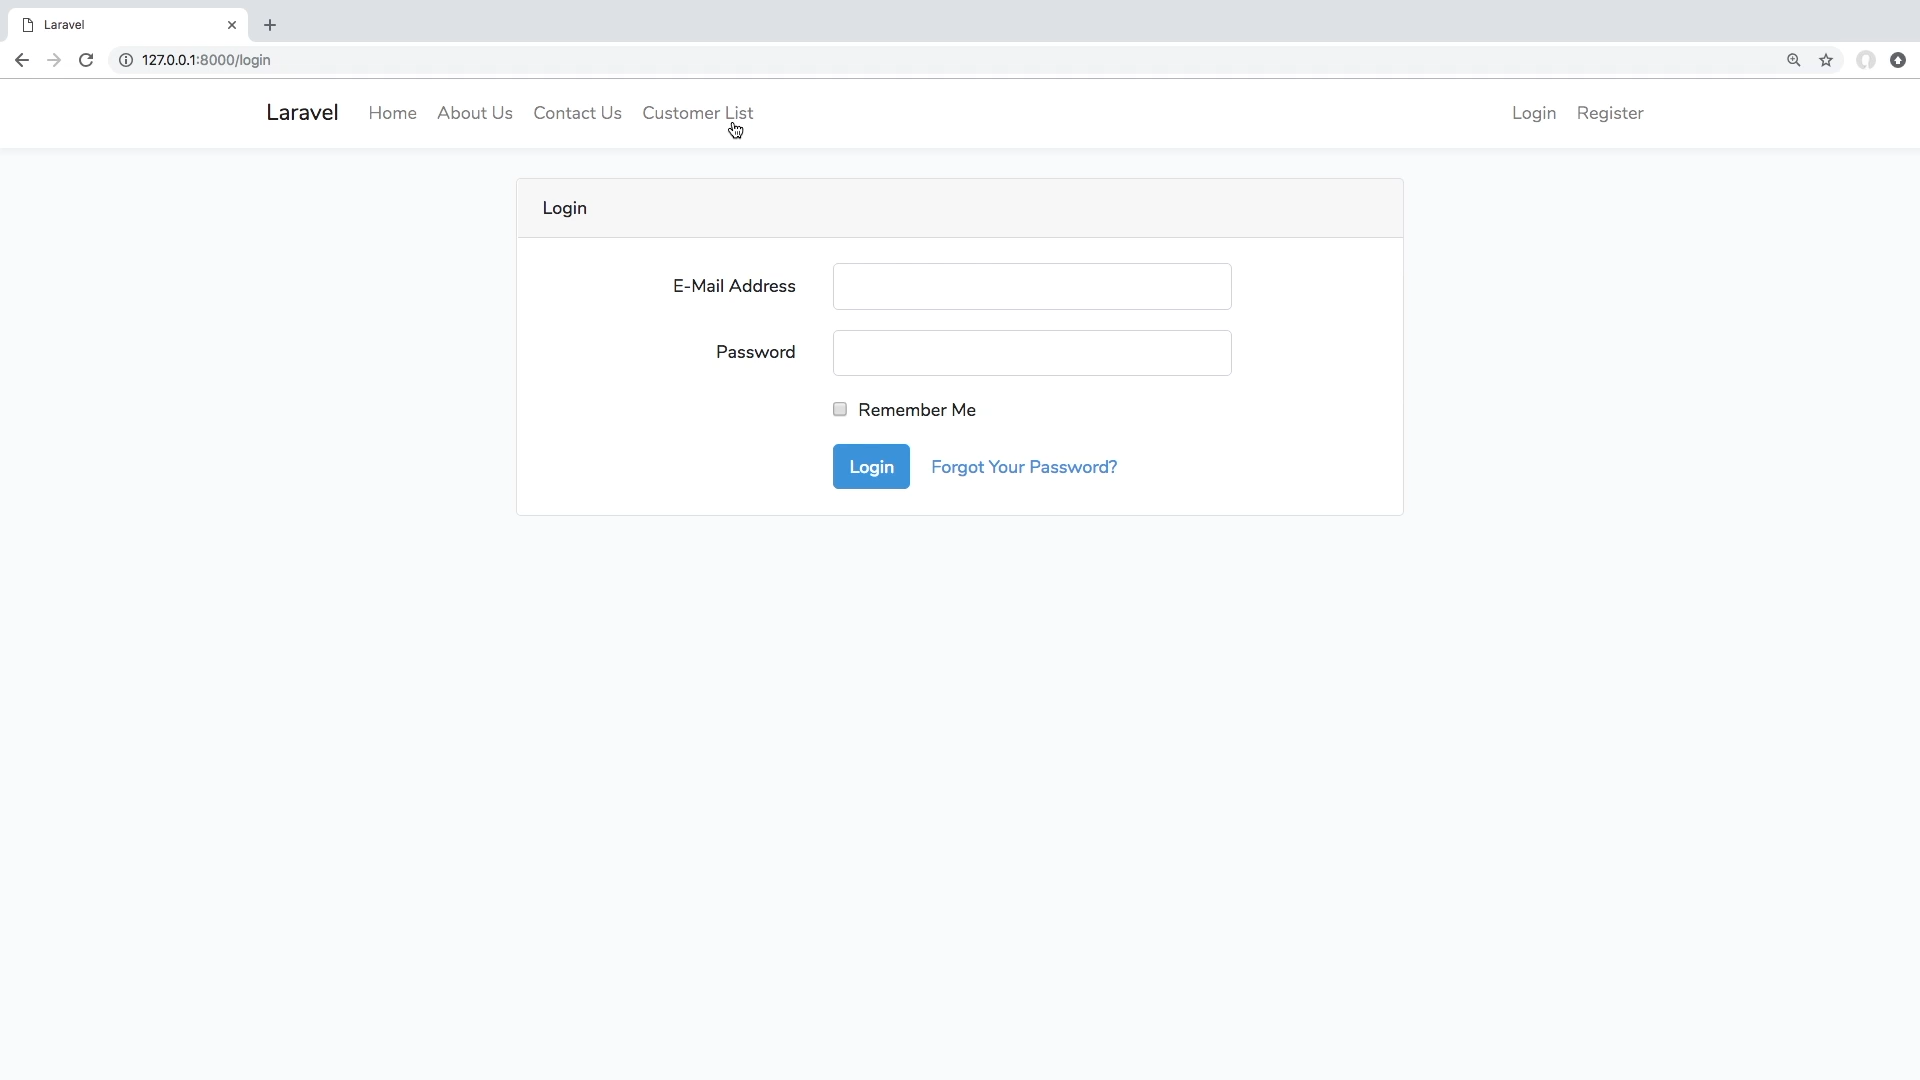 Laravel
127.0.0.1:8000/login
Laravel Home About Us Contact Us Customer List Login Register
Login
E-Mail Address
Password
Remember Me
Login Forgot Your Password?